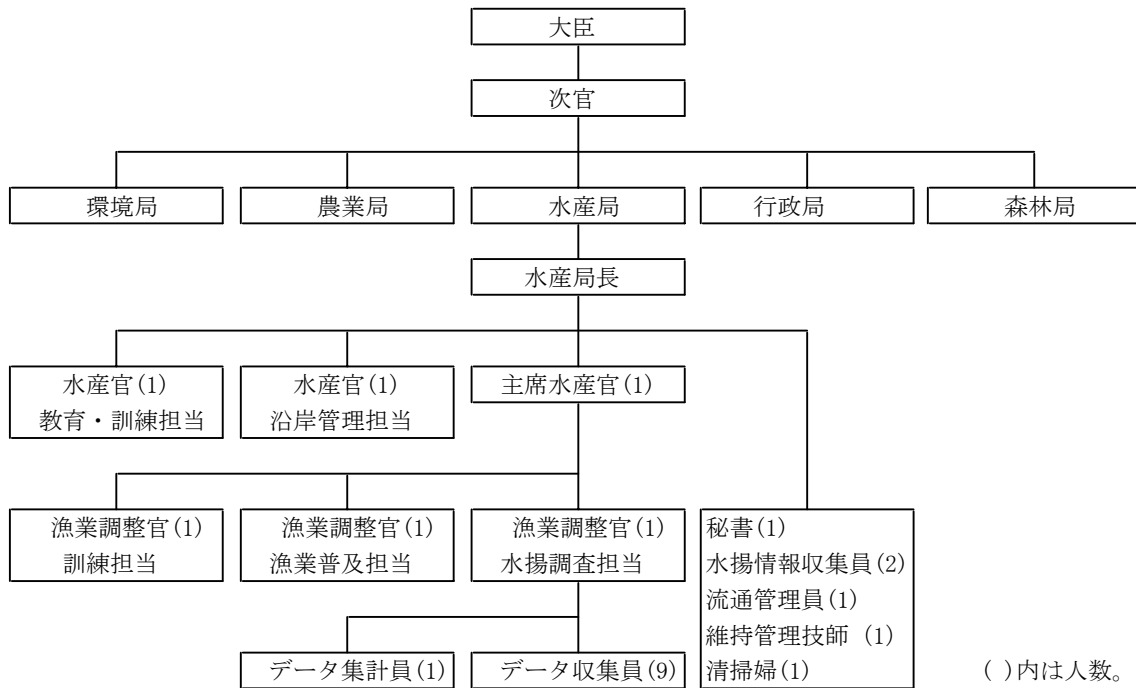 大臣
次官
環境局
農業局
水産局
行政局
森林局
水産局長
水産官(1)
教育・訓練担当
水産官(1)
沿岸管理担当
主席水産官(1)
漁業調整官(1)
訓練担当
漁業調整官(1)
漁業普及担当
漁業調整官(1)
水揚調査担当
秘書(1)
水揚情報収集員(2)
流通管理員(1)
維持管理技師 (1)
清掃婦(1)
データ集計員(1)
データ収集員(9)
( )内は人数。